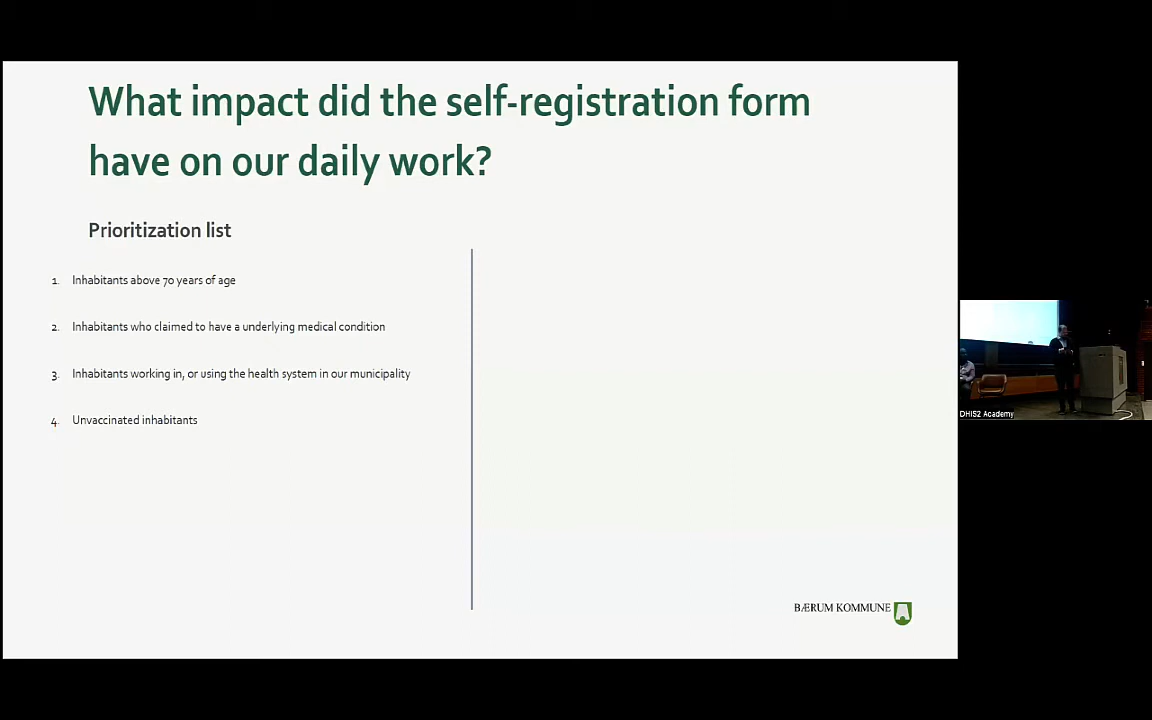 What impact did the self-registration form
have on our daily work?
Prioritization list
1. Inhabitants above 70 years of age
2. Inhabitants who claimed to have a underlying medical condition
3. Inhabitants working in, or using the health system in our municipality
4. Unvaccinated inhabitants
BÆRUM KOMMUNE
DHIS2 Academy